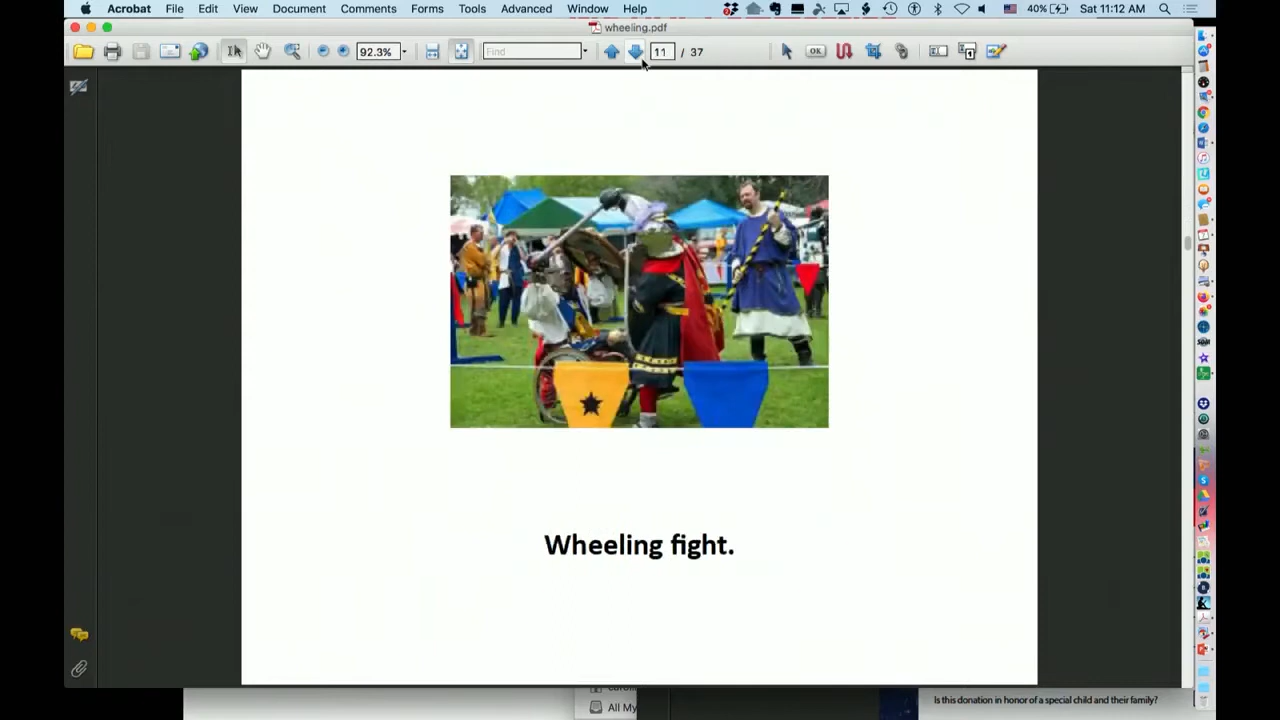 Acrobat File Edit View Document Comments Forms Tools Advanced Window Help 40% Sat 11:12 AM
wheeling.pdf
92.3% Find 11 / 37
OK
Wheeling fight.
All My
Is this donation in honor of a special child and their family?